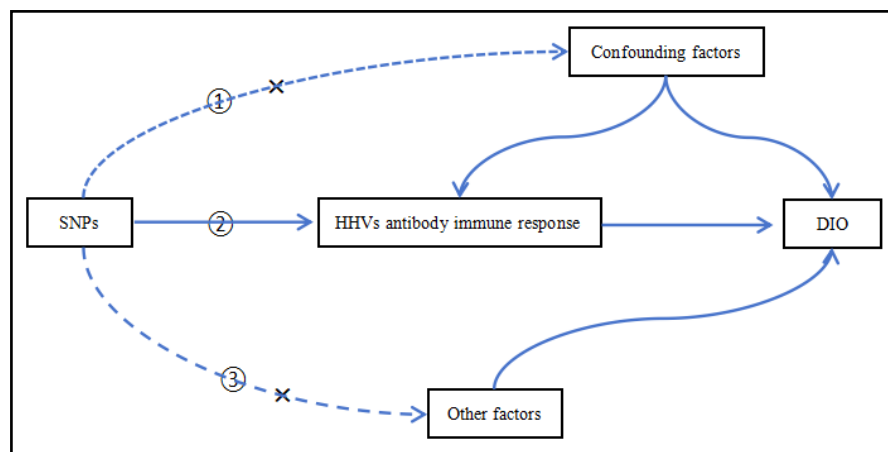 Confounding factors
①
SNPs
②
HHVs antibody immune response
DIO
③
Other factors